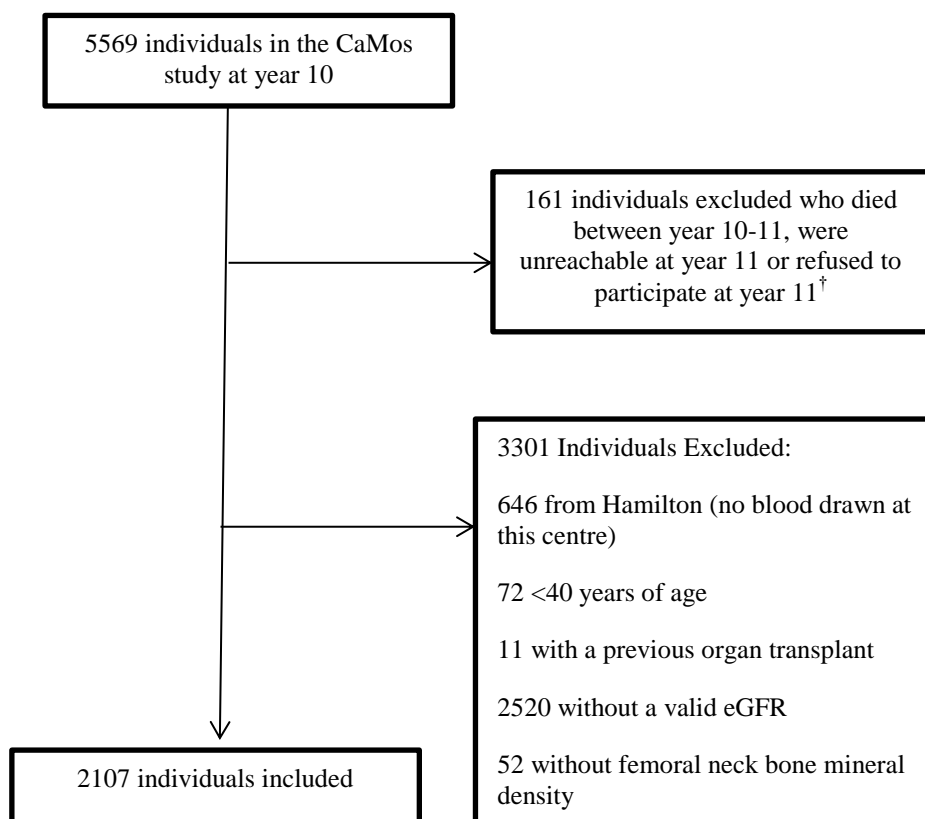 5569 individuals in the CaMos
study at year 10
161 individuals excluded who died
between year 10-11, were
unreachable at year 11 or refused to
participate at year 11†
3301 Individuals Excluded:
646 from Hamilton (no blood drawn at
this centre)
72 <40 years of age
11 with a previous organ transplant
2520 without a valid eGFR
52 without femoral neck bone mineral
density
2107 individuals included